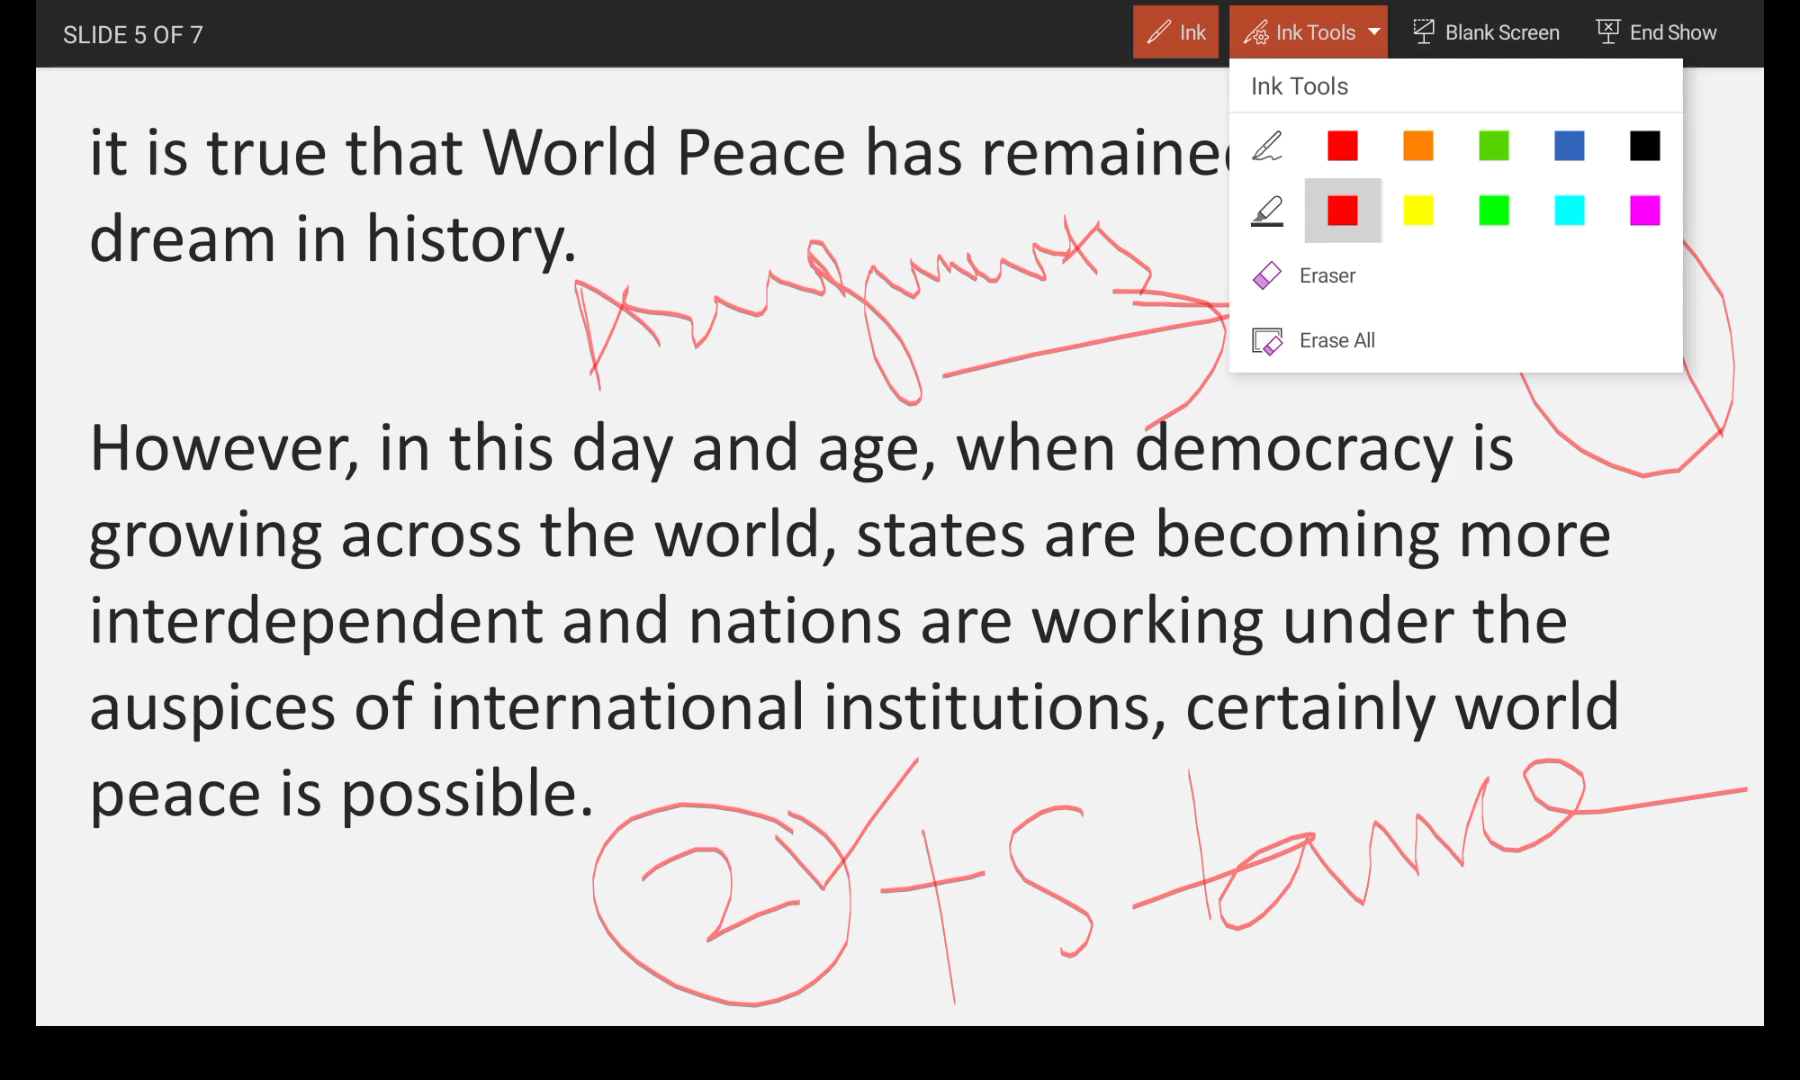 SLIDE 5 OF 7
Ink
Ink Tools
Blank Screen
End Show
Ink Tools
Eraser
Erase All
it is true that World Peace has remained
dream in history.
Arguments
However, in this day and age, when democracy is
growing across the world, states are becoming more
interdependent and nations are working under the
auspices of international institutions, certainly world
peace is possible.
2 + Stance